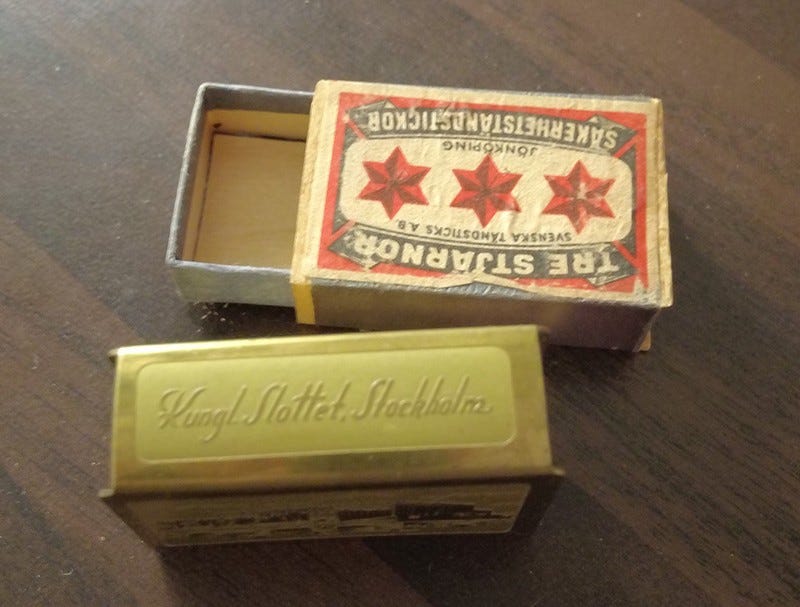 TRE STJÄRNOR
SVENSKA TÄNDSTICKS A.B.
JÖNKÖPING
SÄKERHETSTÄNDSTICKOR
Kungl. Slottet, Stockholm.